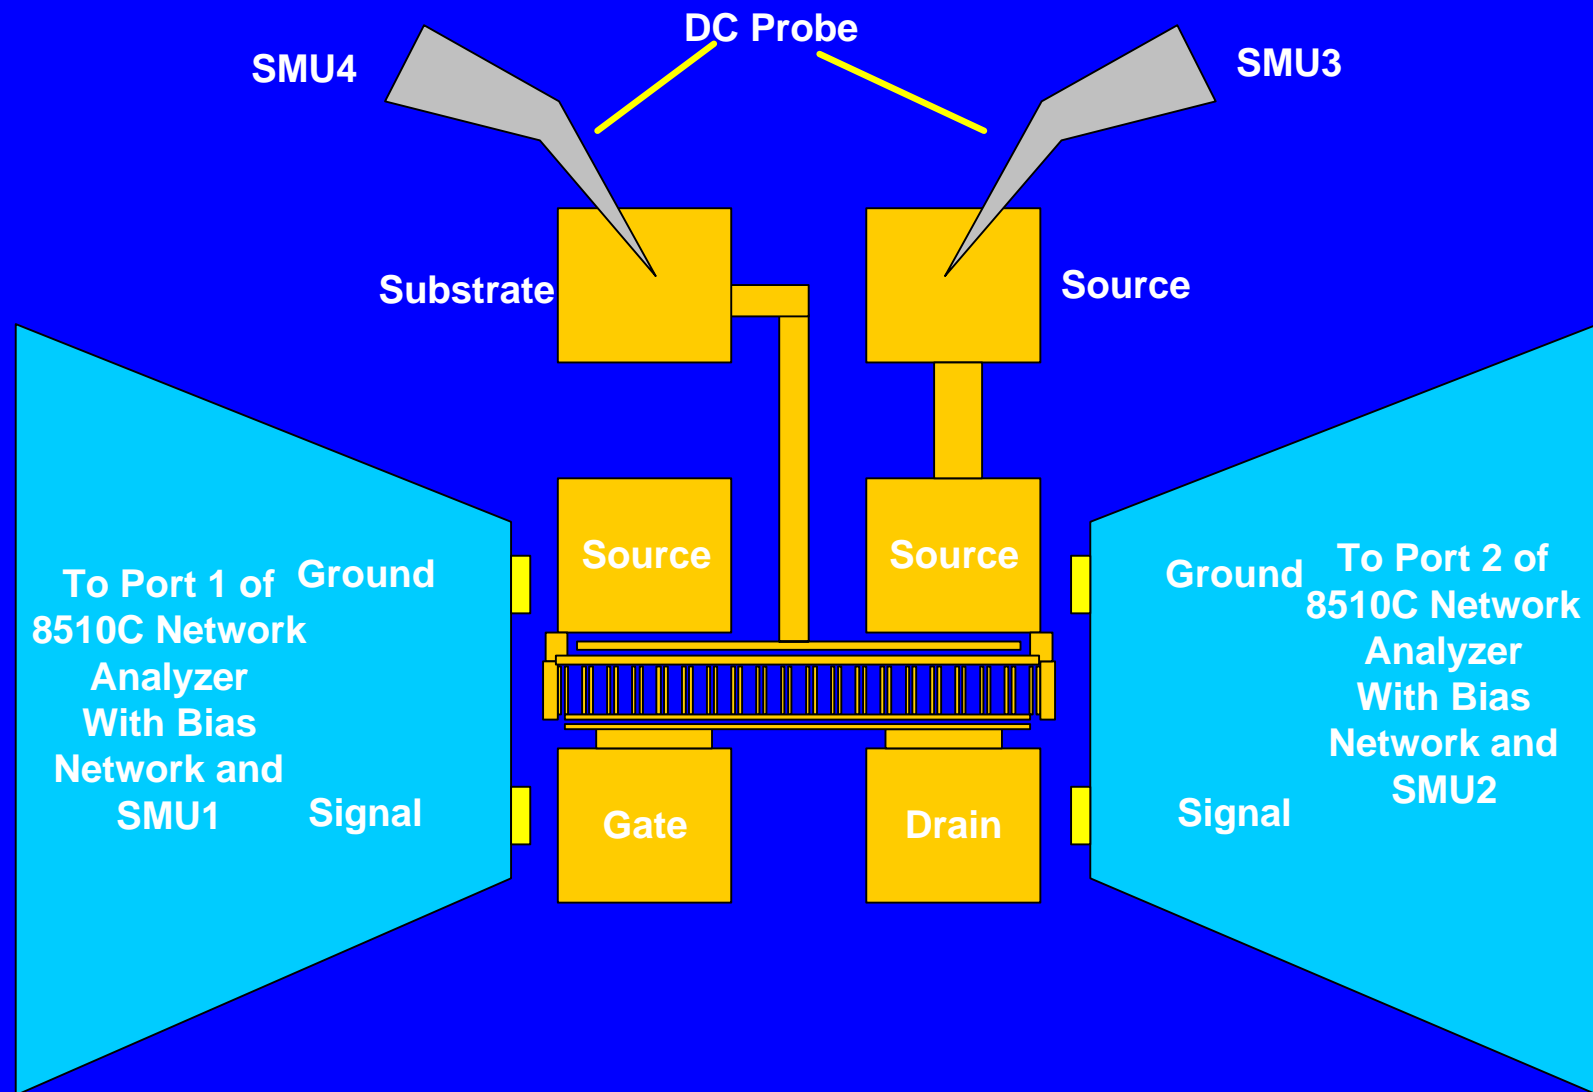 DC Probe
SMU4
SMU3
Substrate
Source
Source
Source
To Port 1 of
8510C Network
Analyzer
With Bias
Network and
SMU1
Ground
Signal
Ground
Signal
To Port 2 of
8510C Network
Analyzer
With Bias
Network and
SMU2
Gate
Drain